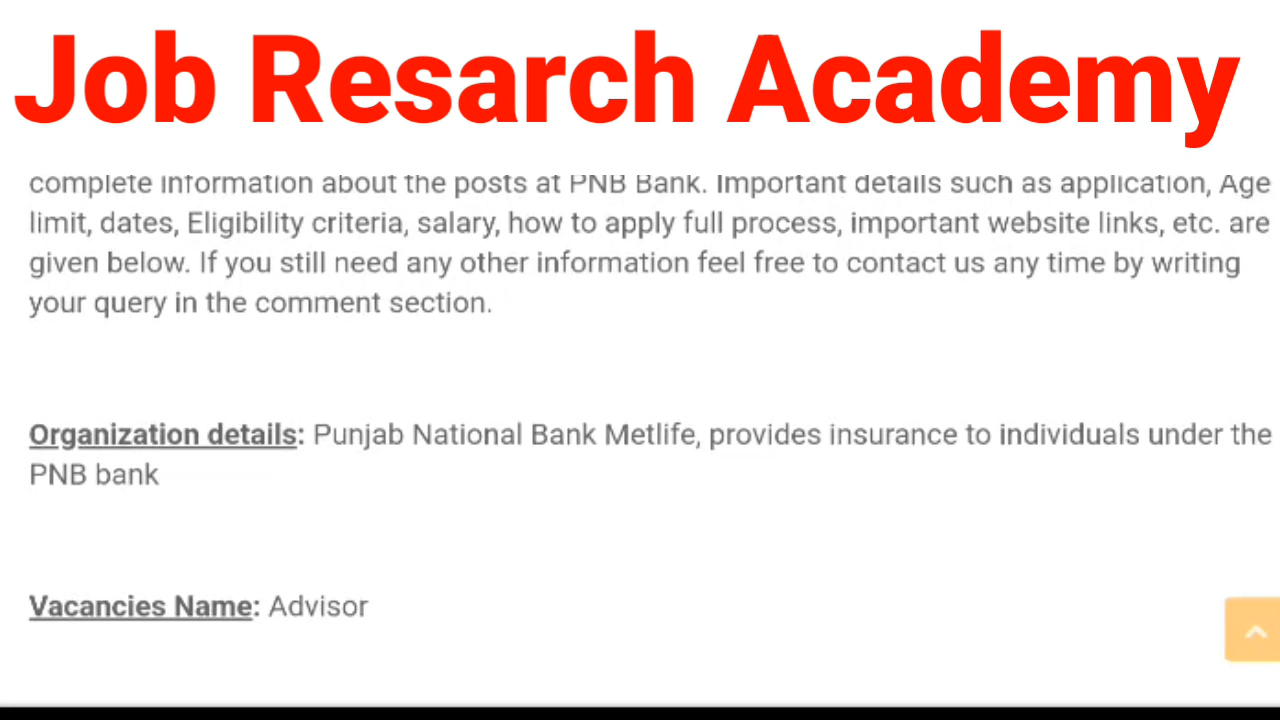 Job Resarch Academy
complete information about the posts at PNB Bank. Important details such as application, Age
limit, dates, Eligibility criteria, salary, how to apply full process, important website links, etc. are
given below. If you still need any other information feel free to contact us any time by writing
your query in the comment section.
Organization details: Punjab National Bank Metlife, provides insurance to individuals under the
PNB bank
Vacancies Name: Advisor